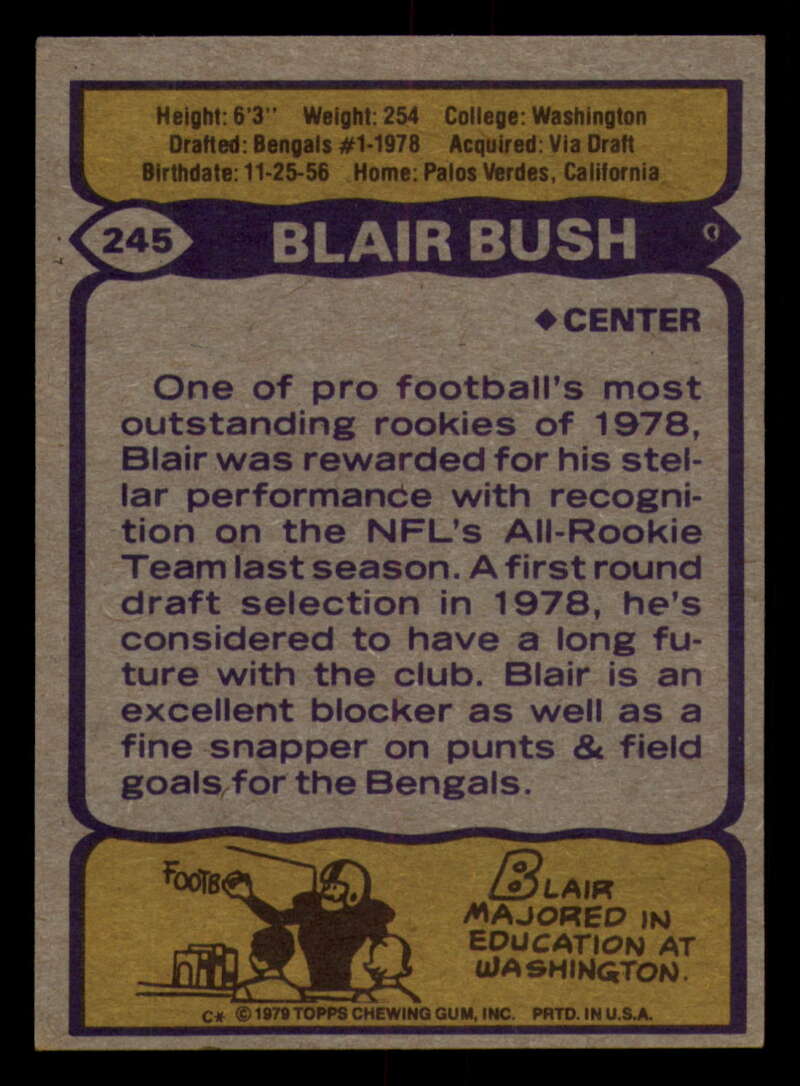 Height: 6'3" Weight: 254 College: Washington
Drafted: Bengals #1-1978 Acquired: Via Draft
Birthdate: 11-25-56 Home: Palos Verdes, California
245 BLAIR BUSH
◆ CENTER
One of pro football's most
outstanding rookies of 1978,
Blair was rewarded for his stel-
lar performance with recogni-
tion on the NFL's All-Rookie
Team last season. A first round
draft selection in 1978, he's
considered to have a long fu-
ture with the club. Blair is an
excellent blocker as well as a
fine snapper on punts & field
goals for the Bengals.
FOOTB
BLAIR
MAJORED IN
EDUCATION AT
WASHINGTON.
C* © 1979 TOPPS CHEWING GUM, INC. PRTD. IN U.S.A.